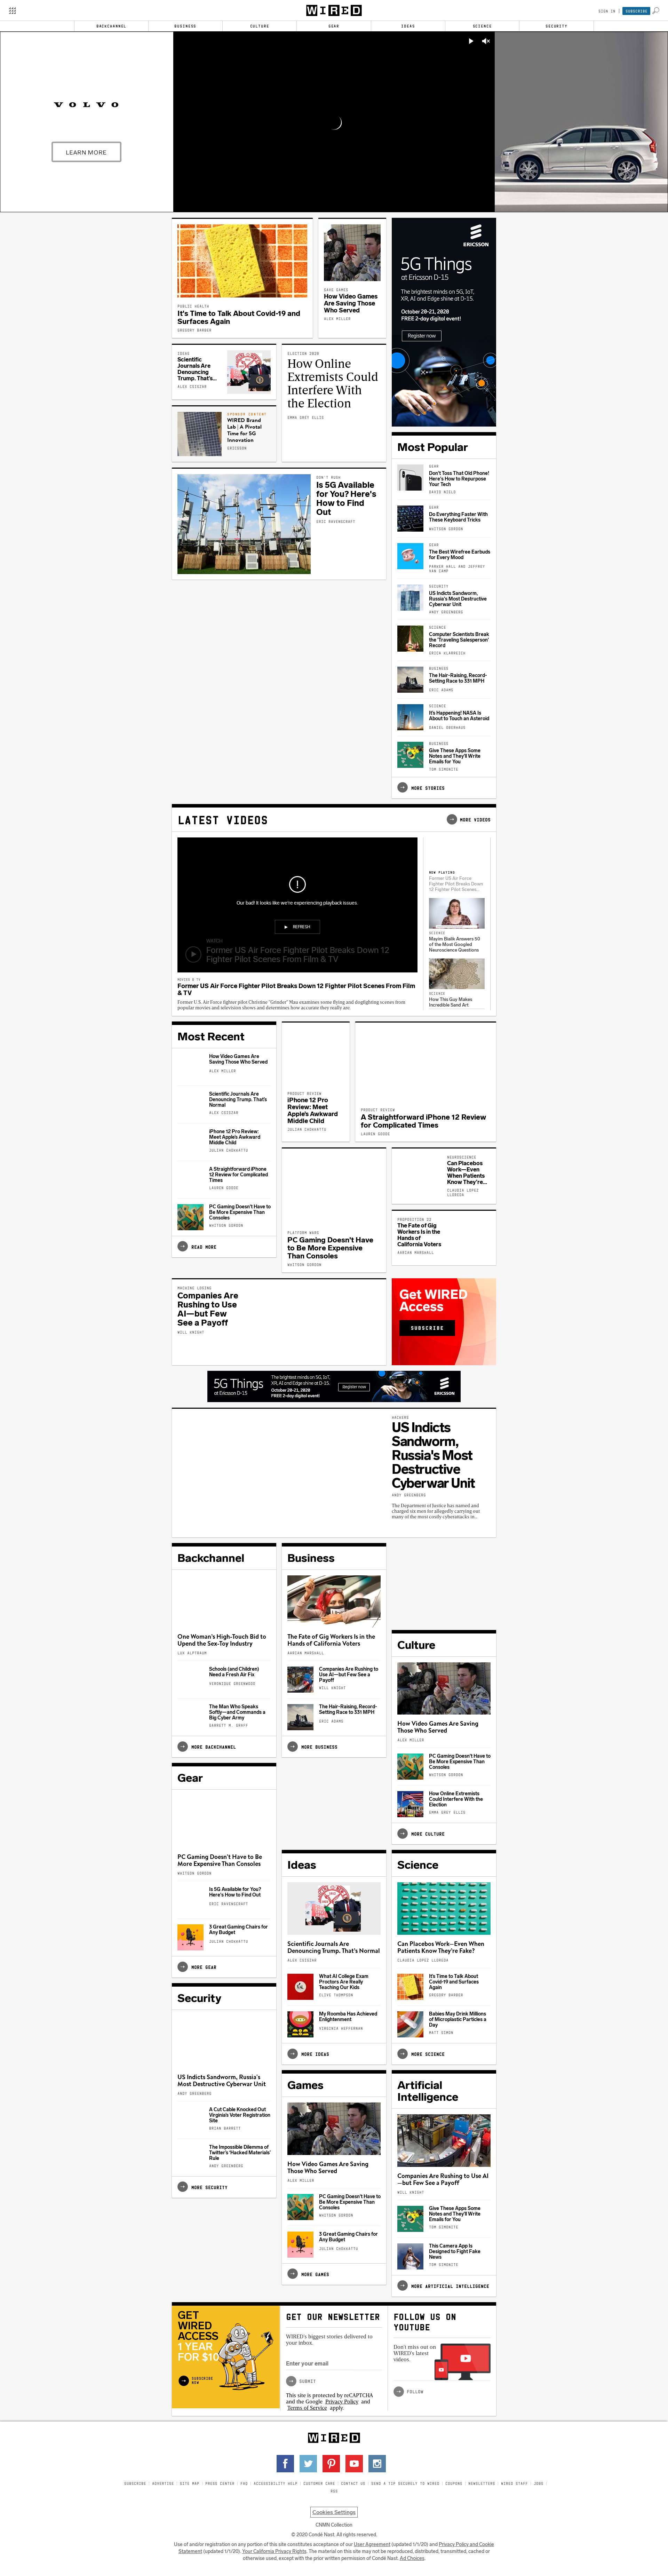 WIRED
SIGN IN
SUBSCRIBE
BACKCHANNEL
BUSINESS
CULTURE
GEAR
IDEAS
SCIENCE
SECURITY
VOLVO
LEARN MORE
PUBLIC HEALTH
It's Time to Talk About Covid-19 and
Surfaces Again
GREGORY BARBER
SAVE GAMES
How Video Games
Are Saving Those
Who Served
ALEX MILLER
ERICSSON
5G Things
at Ericsson D-15
The brightest minds on 5G, IoT,
XR, AI and Edge shine at D-15.
October 20-21, 2020
FREE 2-day digital event!
Register now
IDEAS
Scientific
Journals Are
Denouncing
Trump. That's...
ALEX CSISZAR
ELECTION 2020
How Online
Extremists Could
Interfere With
the Election
EMMA GREY ELLIS
SPONSOR CONTENT
WIRED Brand
Lab | A Pivotal
Time for 5G
Innovation
ERICSSON
DON'T RUSH
Is 5G Available
for You? Here's
How to Find
Out
ERIC RAVENSCRAFT
Most Popular
GEAR
Don't Toss That Old Phone!
Here's How to Repurpose
Your Tech
DAVID NIELD
GEAR
Do Everything Faster With
These Keyboard Tricks
WHITSON GORDON
GEAR
The Best Wirefree Earbuds
for Every Mood
PARKER HALL AND JEFFREY
VAN CAMP
SECURITY
US Indicts Sandworm,
Russia's Most Destructive
Cyberwar Unit
ANDY GREENBERG
SCIENCE
Computer Scientists Break
the 'Traveling Salesperson'
Record
ERICA KLARREICH
BUSINESS
The Hair-Raising, Record-
Setting Race to 331 MPH
ERIC ADAMS
SCIENCE
It's Happening! NASA Is
About to Touch an Asteroid
DANIEL OBERHAUS
BUSINESS
Give These Apps Some
Notes and They'll Write
Emails for You
TOM SIMONITE
MORE STORIES
LATEST VIDEOS
MORE VIDEOS
Our bad! It looks like we're experiencing playback issues.
REFRESH
WATCH
Former US Air Force Fighter Pilot Breaks Down 12
Fighter Pilot Scenes From Film & TV
MOVIES & TV
Former US Air Force Fighter Pilot Breaks Down 12 Fighter Pilot Scenes From Film
& TV
Former U.S. Air Force fighter pilot Christine "Grinder" Mau examines some flying and dogfighting scenes from
popular movies and television shows and determines how accurate they really are.
NOW PLAYING
Former US Air Force
Fighter Pilot Breaks Down
12 Fighter Pilot Scenes...
SCIENCE
Mayim Bialik Answers 50
of the Most Googled
Neuroscience Questions
SCIENCE
How This Guy Makes
Incredible Sand Art
Most Recent
How Video Games Are
Saving Those Who Served
ALEX MILLER
Scientific Journals Are
Denouncing Trump. That's
Normal
ALEX CSISZAR
iPhone 12 Pro Review:
Meet Apple's Awkward
Middle Child
JULIAN CHOKKATTU
A Straightforward iPhone
12 Review for Complicated
Times
LAUREN GOODE
PC Gaming Doesn't Have to
Be More Expensive Than
Consoles
WHITSON GORDON
READ MORE
PRODUCT REVIEW
iPhone 12 Pro
Review: Meet
Apple's Awkward
Middle Child
JULIAN CHOKKATTU
PRODUCT REVIEW
A Straightforward iPhone 12 Review
for Complicated Times
LAUREN GOODE
PLATFORM WARS
PC Gaming Doesn't Have
to Be More Expensive
Than Consoles
WHITSON GORDON
NEUROSCIENCE
Can Placebos
Work—Even
When Patients
Know They're...
CLAUDIA LOPEZ
LLOREDA
PROPOSITION 22
The Fate of Gig
Workers Is in the
Hands of
California Voters
AARIAN MARSHALL
MACHINE LOSING
Companies Are
Rushing to Use
AI—but Few
See a Payoff
WILL KNIGHT
Get WIRED
Access
SUBSCRIBE
5G Things
at Ericsson D-15
The brightest minds on 5G, IoT,
XR, AI and Edge shine at D-15.
October 20-21, 2020
FREE 2-day digital event!
Register now
ERICSSON
HACKERS
US Indicts
Sandworm,
Russia's Most
Destructive
Cyberwar Unit
ANDY GREENBERG
The Department of Justice has named and
charged six men for allegedly carrying out
many of the most costly cyberattacks in...
Backchannel
One Woman's High-Touch Bid to
Upend the Sex-Toy Industry
LUX ALPTRAUM
Schools (and Children)
Need a Fresh Air Fix
VERONIQUE GREENWOOD
The Man Who Speaks
Softly—and Commands a
Big Cyber Army
GARRETT M. GRAFF
MORE BACKCHANNEL
Business
The Fate of Gig Workers Is in the
Hands of California Voters
AARIAN MARSHALL
Companies Are Rushing to
Use AI—but Few See a
Payoff
WILL KNIGHT
The Hair-Raising, Record-
Setting Race to 331 MPH
ERIC ADAMS
MORE BUSINESS
Culture
How Video Games Are Saving
Those Who Served
ALEX MILLER
PC Gaming Doesn't Have to
Be More Expensive Than
Consoles
WHITSON GORDON
How Online Extremists
Could Interfere With the
Election
EMMA GREY ELLIS
MORE CULTURE
Gear
PC Gaming Doesn't Have to Be
More Expensive Than Consoles
WHITSON GORDON
Is 5G Available for You?
Here's How to Find Out
ERIC RAVENSCRAFT
3 Great Gaming Chairs for
Any Budget
JULIAN CHOKKATTU
MORE GEAR
Ideas
Scientific Journals Are
Denouncing Trump. That's Normal
ALEX CSISZAR
What AI College Exam
Proctors Are Really
Teaching Our Kids
CLIVE THOMPSON
My Roomba Has Achieved
Enlightenment
VIRGINIA HEFFERNAN
MORE IDEAS
Science
Can Placebos Work—Even When
Patients Know They're Fake?
CLAUDIA LOPEZ LLOREDA
It's Time to Talk About
Covid-19 and Surfaces
Again
GREGORY BARBER
Babies May Drink Millions
of Microplastic Particles a
Day
MATT SIMON
MORE SCIENCE
Security
US Indicts Sandworm, Russia's
Most Destructive Cyberwar Unit
ANDY GREENBERG
A Cut Cable Knocked Out
Virginia's Voter Registration
Site
BRIAN BARRETT
The Impossible Dilemma of
Twitter's 'Hacked Materials'
Rule
ANDY GREENBERG
MORE SECURITY
Games
How Video Games Are Saving
Those Who Served
ALEX MILLER
PC Gaming Doesn't Have to
Be More Expensive Than
Consoles
WHITSON GORDON
3 Great Gaming Chairs for
Any Budget
JULIAN CHOKKATTU
MORE GAMES
Artificial
Intelligence
Companies Are Rushing to Use AI
—but Few See a Payoff
WILL KNIGHT
Give These Apps Some
Notes and They'll Write
Emails for You
TOM SIMONITE
This Camera App Is
Designed to Fight Fake
News
TOM SIMONITE
MORE ARTIFICIAL INTELLIGENCE
GET
WIRED
ACCESS
1 YEAR
FOR $10
SUBSCRIBE
NOW
GET OUR NEWSLETTER
WIRED's biggest stories delivered to
your inbox.
Enter your email
SUBMIT
This site is protected by reCAPTCHA
and the Google Privacy Policy and
Terms of Service apply.
FOLLOW US ON
YOUTUBE
Don't miss out on
WIRED's latest
videos.
FOLLOW
WIRED
SUBSCRIBE | ADVERTISE | SITE MAP | PRESS CENTER | FAQ | ACCESSIBILITY HELP | CUSTOMER CARE | CONTACT US | SEND A TIP SECURELY TO WIRED | COUPONS | NEWSLETTERS | WIRED STAFF | JOBS |
RSS
Cookies Settings
CNMN Collection
© 2020 Condé Nast. All rights reserved.
Use of and/or registration on any portion of this site constitutes acceptance of our User Agreement (updated 1/1/20) and Privacy Policy and Cookie
Statement (updated 1/1/20). Your California Privacy Rights. The material on this site may not be reproduced, distributed, transmitted, cached or
otherwise used, except with the prior written permission of Condé Nast. Ad Choices.